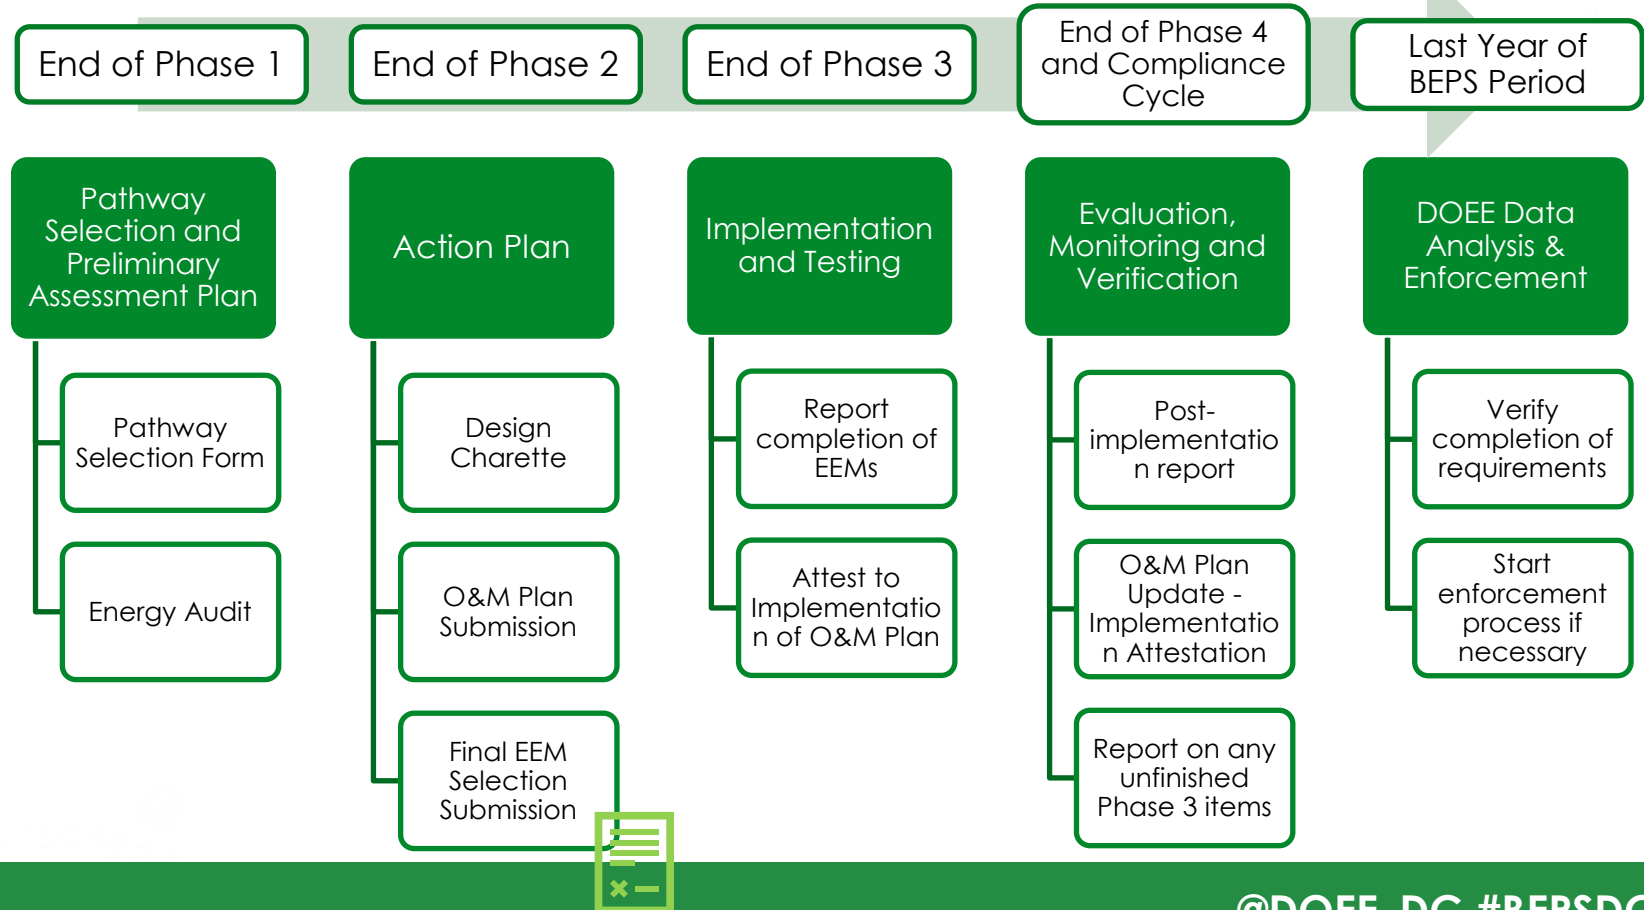 End of Phase 1
End of Phase 2
End of Phase 3
End of Phase 4
and Compliance
Cycle
Last Year of
BEPS Period
Pathway
Selection and
Preliminary
Assessment Plan
Pathway
Selection Form
Energy Audit
Action Plan
Design
Charette
O&M Plan
Submission
Final EEM
Selection
Submission
Implementation
and Testing
Report
completion of
EEMs
Attest to
Implementatio
n of O&M Plan
Evaluation,
Monitoring and
Verification
Post-
implementatio
n report
O&M Plan
Update -
Implementatio
n Attestation
Report on any
unfinished
Phase 3 items
DOEE Data
Analysis &
Enforcement
Verify
completion of
requirements
Start
enforcement
process if
necessary
@DOEE_DC #BEPSDC